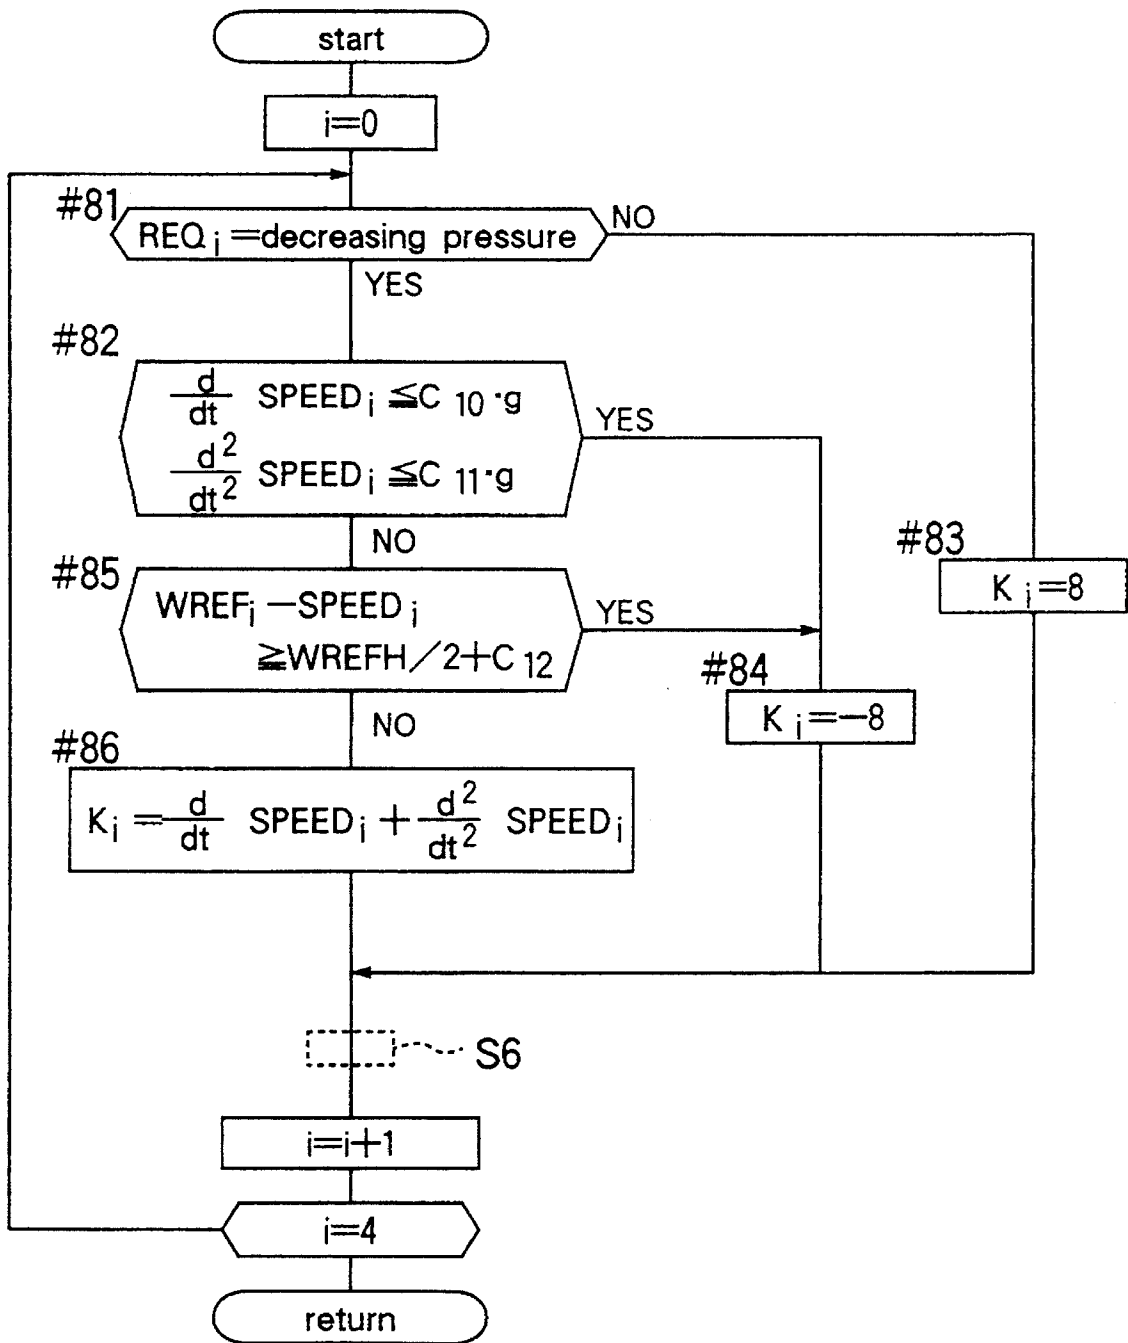 start
i=0
#81
REQ i =decreasing pressure
NO
YES
#82
d/dt SPEED i ≦C 10 ·g
d²/dt² SPEED i ≦C 11 ·g
YES
NO
#83
K i =8
#85
WREF i −SPEED i
≧WREFH/2+C 12
YES
#84
K i =−8
NO
#86
K i = d/dt SPEED i + d²/dt² SPEED i
S6
i=i+1
i=4
return